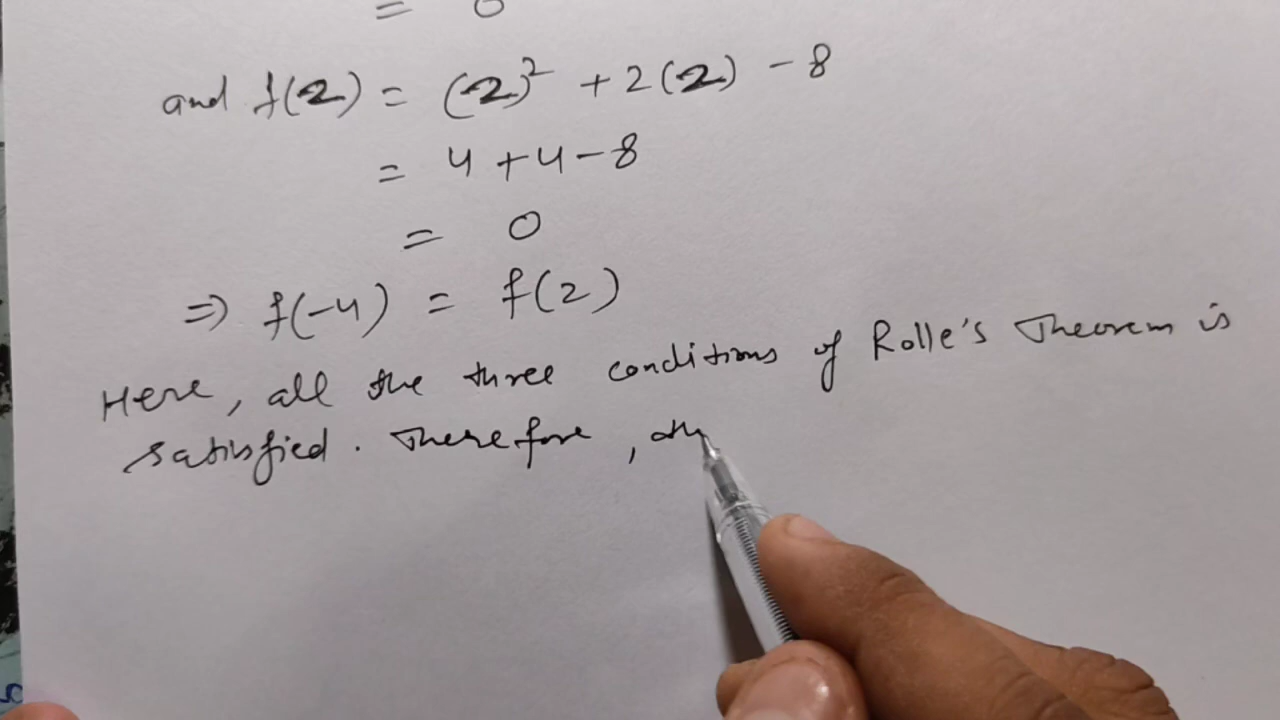 = 0
and f(2) = (2)² + 2(2) - 8
= 4 + 4 - 8
= 0
⇒ f(-4) = f(2)
Here, all the three conditions of Rolle's Theorem is
satisfied. Therefore, th